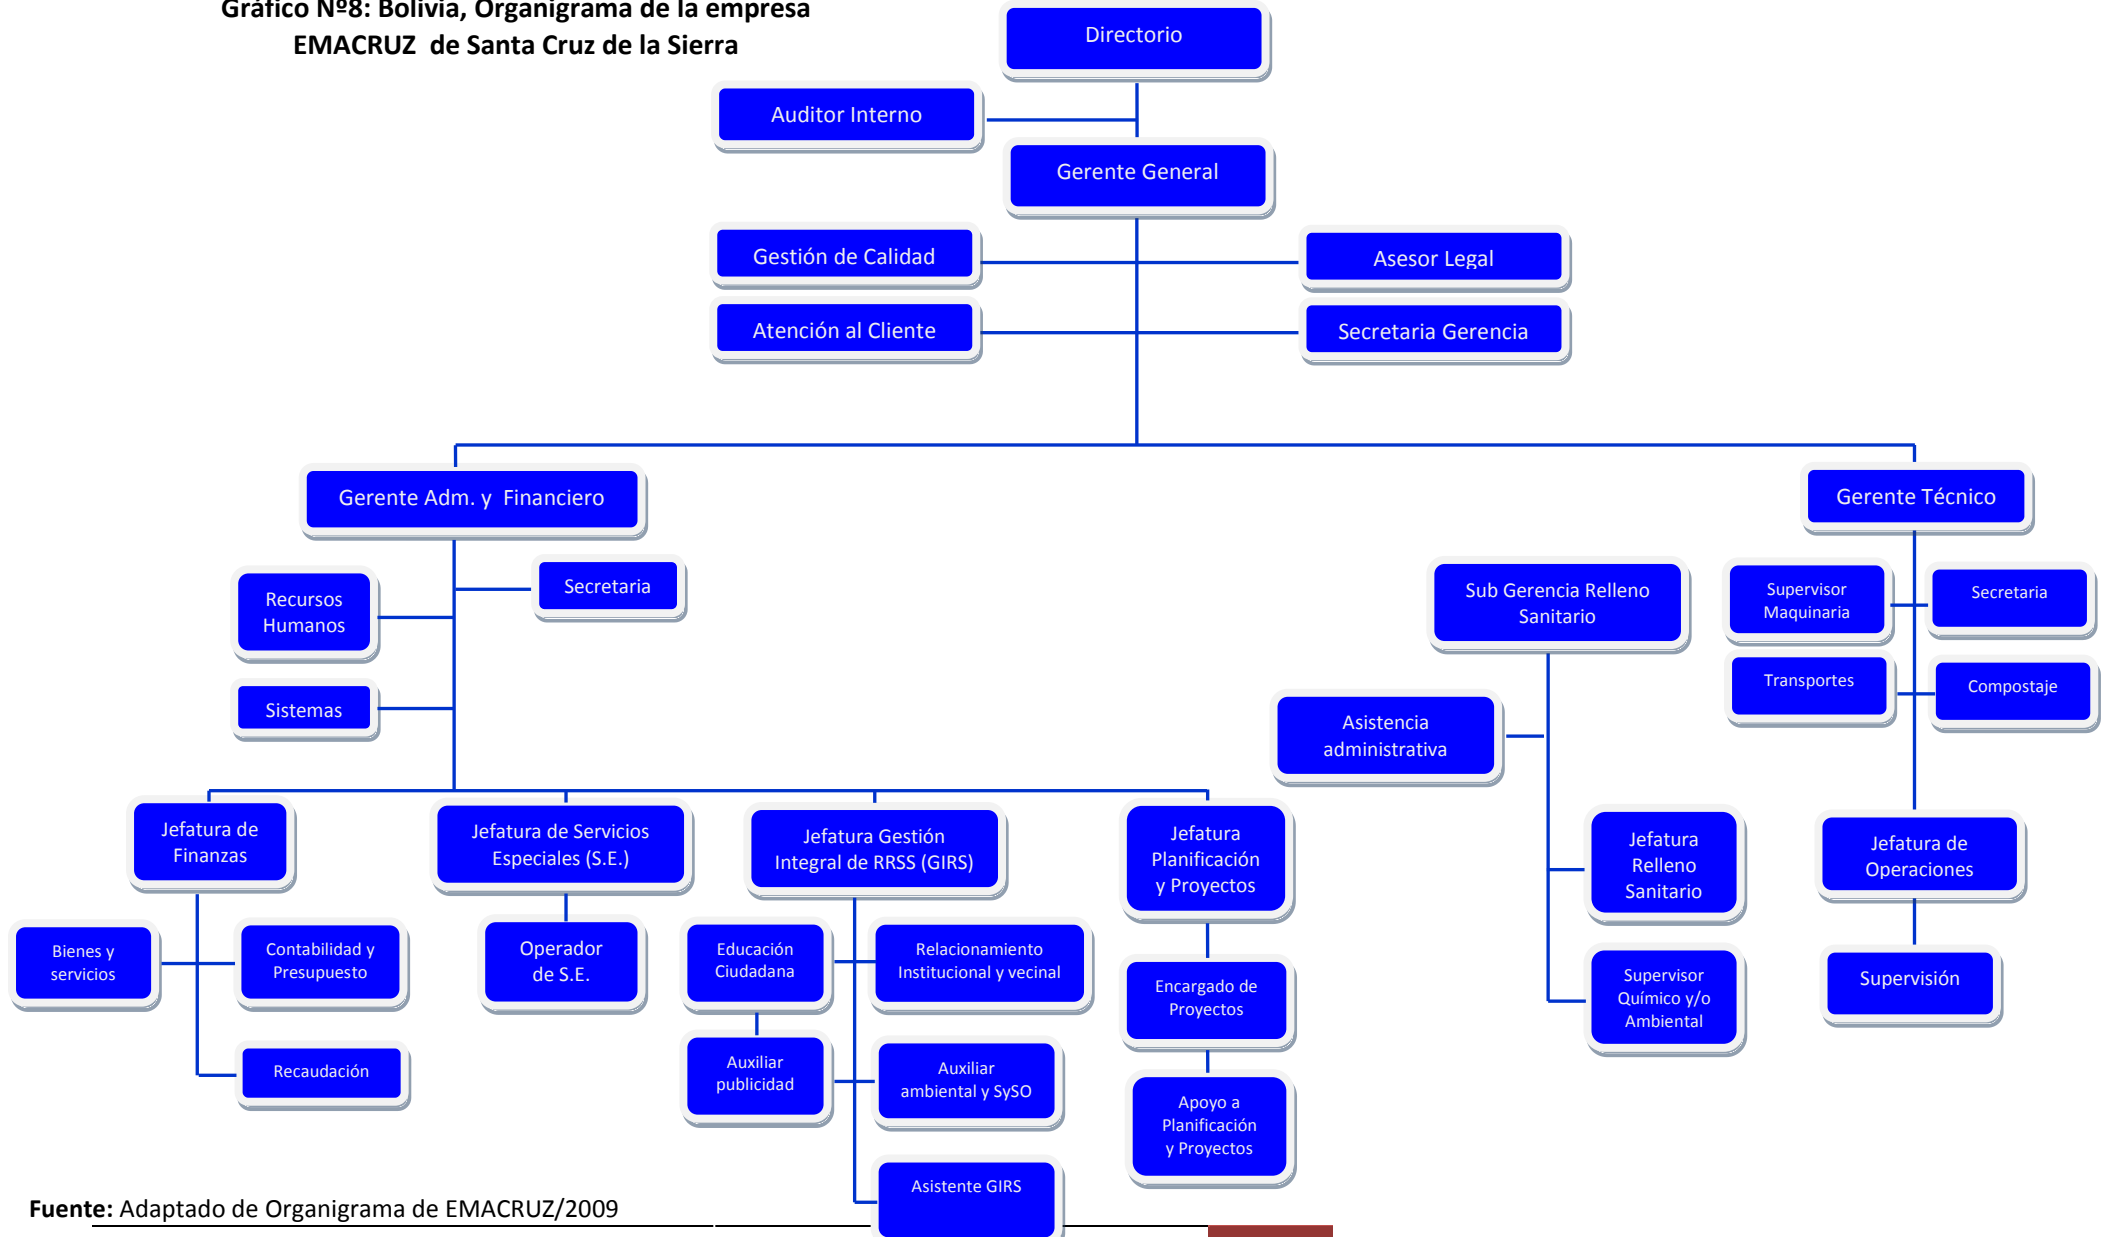 Gráfico Nº8: Bolivia, Organigrama de la empresa
EMACRUZ de Santa Cruz de la Sierra
Directorio
Auditor Interno
Gerente General
Gestión de Calidad
Asesor Legal
Atención al Cliente
Secretaria Gerencia
Gerente Adm. y Financiero
Gerente Técnico
Recursos
Humanos
Secretaria
Sistemas
Sub Gerencia Relleno
Sanitario
Supervisor
Maquinaria
Secretaria
Transportes
Compostaje
Asistencia
administrativa
Jefatura de
Finanzas
Jefatura de Servicios
Especiales (S.E.)
Jefatura Gestión
Integral de RRSS (GIRS)
Jefatura
Planificación
y Proyectos
Jefatura
Relleno
Sanitario
Jefatura de
Operaciones
Bienes y
servicios
Contabilidad y
Presupuesto
Operador
de S.E.
Educación
Ciudadana
Relacionamiento
Institucional y vecinal
Encargado de
Proyectos
Supervisor
Químico y/o
Ambiental
Supervisión
Recaudación
Auxiliar
publicidad
Auxiliar
ambiental y SySO
Apoyo a
Planificación
y Proyectos
Asistente GIRS
Fuente: Adaptado de Organigrama de EMACRUZ/2009